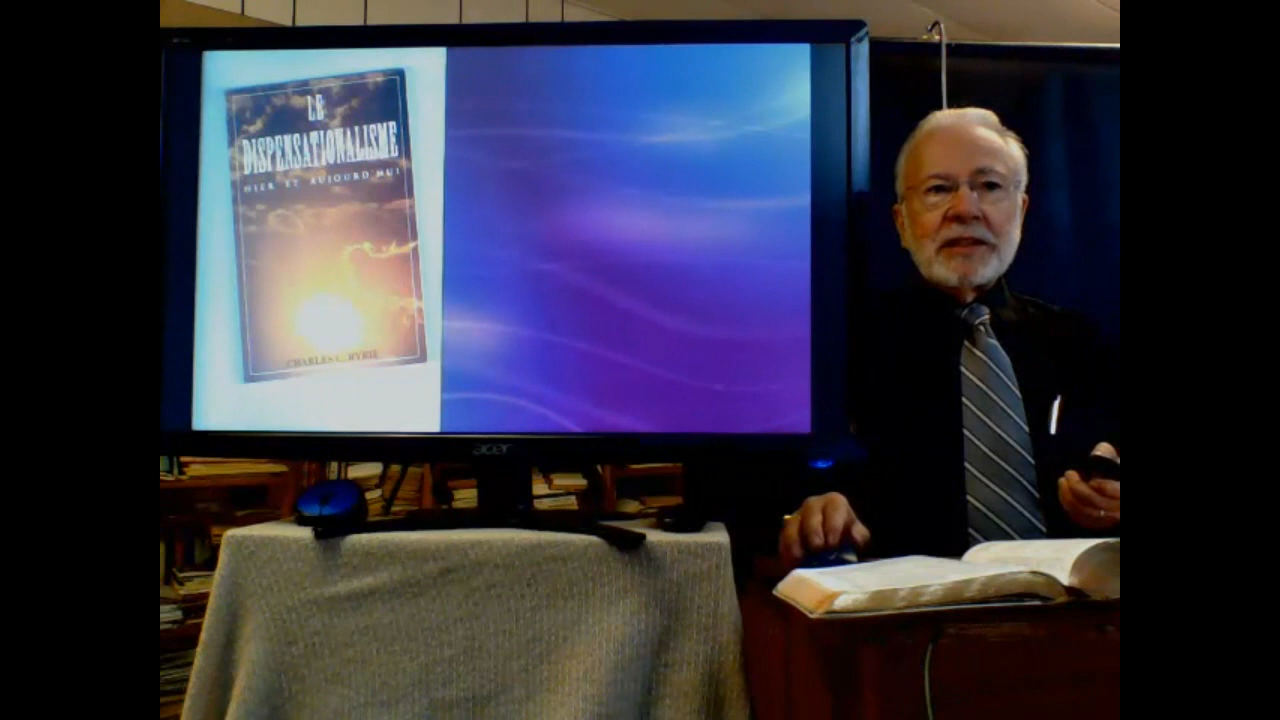 LE
DISPENSATIONALISME
HIER ET AUJOURD'HUI
CHARLES C. RYRIE
acer